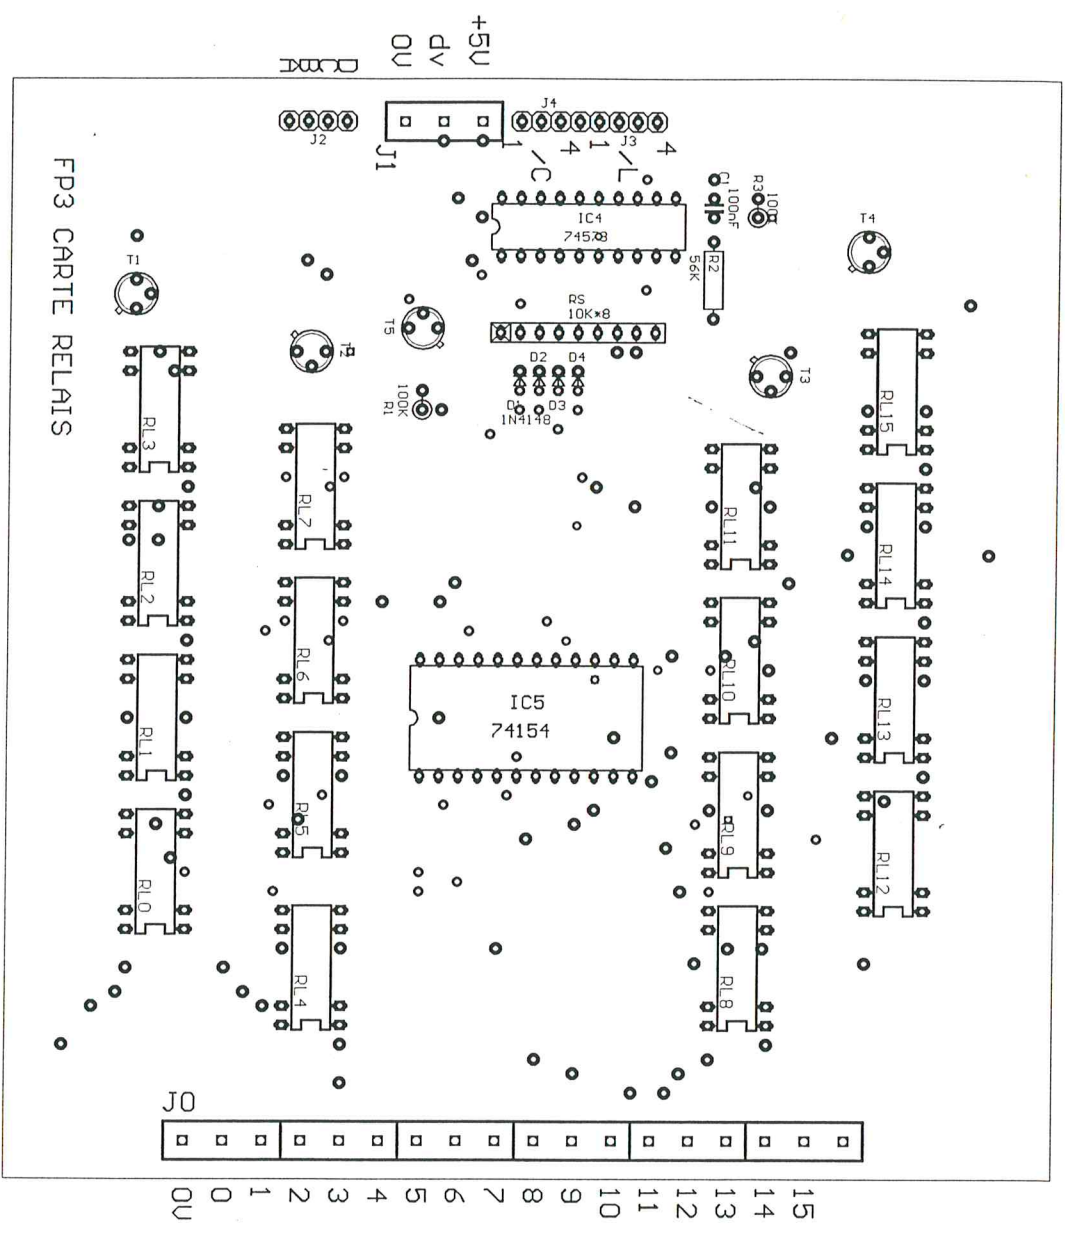 +5V
dv
0V
D
C
B
A
J2
J1
J4
J3
1
/C
4
1
/L
4
FP3 CARTE RELAIS
IC4
C1
100nF
R3
T4
R2
56K
T1
T2
T5
RS
10K*8
D2 D4
D1 D3
1N4148
100K
R1
T3
RL3
RL7
RL11
RL15
RL2
RL6
RL10
RL14
RL1
RL5
RL9
RL13
RL0
RL4
RL8
RL12
IC5
74154
J0
0V
0
1
2
3
4
5
6
7
8
9
10
11
12
13
14
15